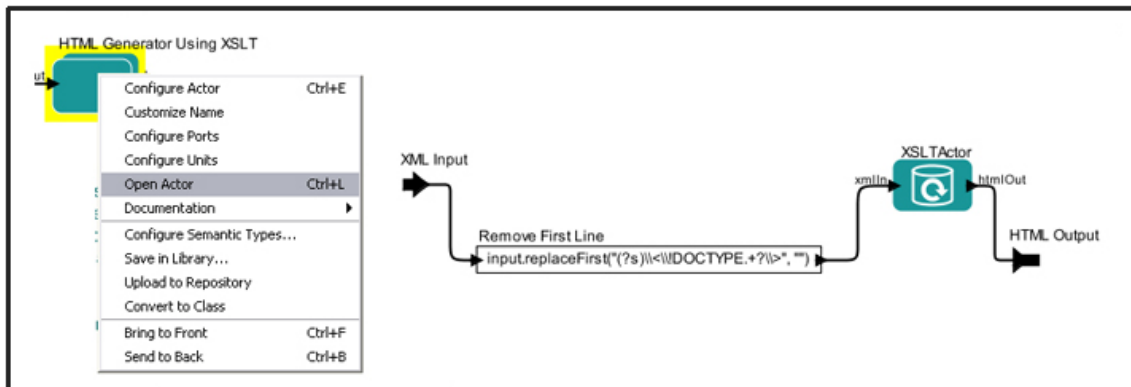 HTML Generator Using XSLT
ut
Configure Actor Ctrl+E
Customize Name
Configure Ports
Configure Units
Open Actor Ctrl+L
Documentation
Configure Semantic Types...
Save in Library...
Upload to Repository
Convert to Class
Bring to Front Ctrl+F
Send to Back Ctrl+B
XML Input
Remove First Line
input.replaceFirst("(?s)\\<\\!DOCTYPE.+?\\>", "")
XSLTActor
xmlIn
htmlOut
HTML Output